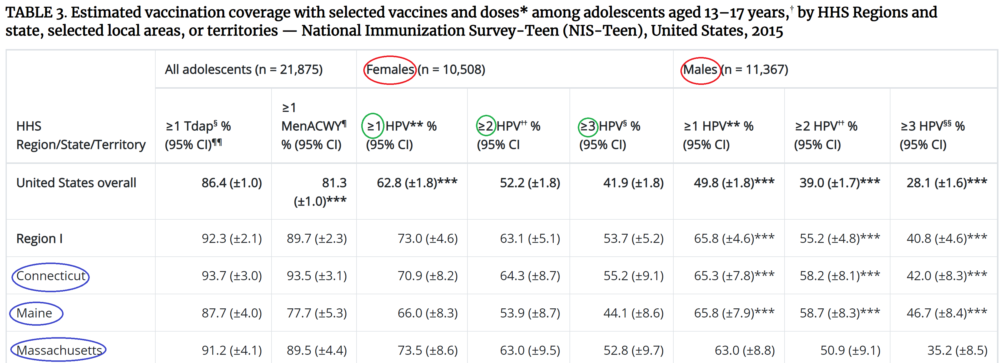 TABLE 3. Estimated vaccination coverage with selected vaccines and doses* among adolescents aged 13–17 years,† by HHS Regions and
state, selected local areas, or territories — National Immunization Survey-Teen (NIS-Teen), United States, 2015
All adolescents (n = 21,875) Females (n = 10,508) Males (n = 11,367)
HHS
Region/State/Territory
≥1 Tdap§ %
(95% CI)¶¶
≥1
MenACWY¶
% (95% CI)
≥1 HPV** %
(95% CI)
≥2 HPV†† %
(95% CI
≥3 HPV§ %
(95% CI)
≥1 HPV** %
(95% CI)
≥2 HPV†† %
(95% CI)
≥3 HPV§§ %
(95% CI)
United States overall 86.4 (±1.0) 81.3 62.8 (±1.8)*** 52.2 (±1.8) 41.9 (±1.8) 49.8 (±1.8)*** 39.0 (±1.7)*** 28.1 (±1.6)***
(±1.0)***
Region I 92.3 (±2.1) 89.7 (±2.3) 73.0 (±4.6) 63.1 (±5.1) 53.7 (±5.2) 65.8 (±4.6)*** 55.2 (±4.8)*** 40.8 (±4.6)***
Connecticut 93.7 (±3.0) 93.5 (±3.1) 70.9 (±8.2) 64.3 (±8.7) 55.2 (±9.1) 65.3 (±7.8)*** 58.2 (±8.1)*** 42.0 (±8.3)***
Maine 87.7 (±4.0) 77.7 (±5.3) 66.0 (±8.3) 53.9 (±8.7) 44.1 (±8.6) 65.8 (±7.9)*** 58.7 (±8.3)*** 46.7 (±8.4)***
Massachusetts 91.2 (±4.1) 89.5 (±4.4) 73.5 (±8.6) 63.0 (±9.5) 52.8 (±9.7) 63.0 (±8.8) 50.9 (±9.1) 35.2 (±8.5)